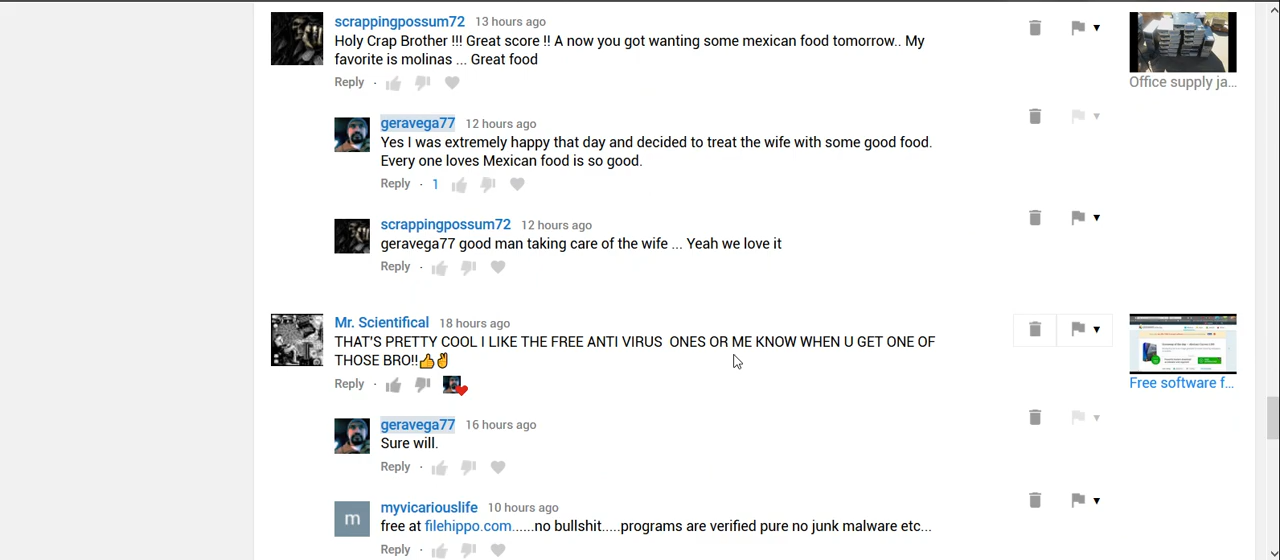 scrappingpossum72 13 hours ago
Holy Crap Brother !!! Great score !! A now you got wanting some mexican food tomorrow.. My
favorite is molinas ... Great food
Reply ·
Office supply ja...
geravega77 12 hours ago
Yes I was extremely happy that day and decided to treat the wife with some good food.
Every one loves Mexican food is so good.
Reply · 1
scrappingpossum72 12 hours ago
geravega77 good man taking care of the wife ... Yeah we love it
Reply ·
Mr. Scientifical 18 hours ago
THAT'S PRETTY COOL I LIKE THE FREE ANTI VIRUS ONES OR ME KNOW WHEN U GET ONE OF
THOSE BRO!!👍✌
Reply ·
Free software f...
geravega77 16 hours ago
Sure will.
Reply ·
m
myvicariouslife 10 hours ago
free at filehippo.com......no bullshit.....programs are verified pure no junk malware etc...
Reply ·